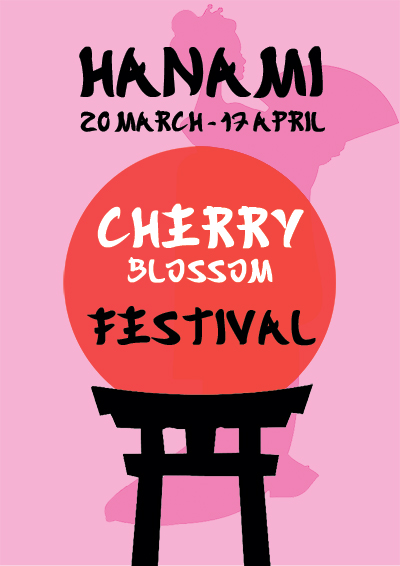 HANAMI
20 MARCH - 17 APRIL
CHERRY
BLOSSOM
FESTIVAL